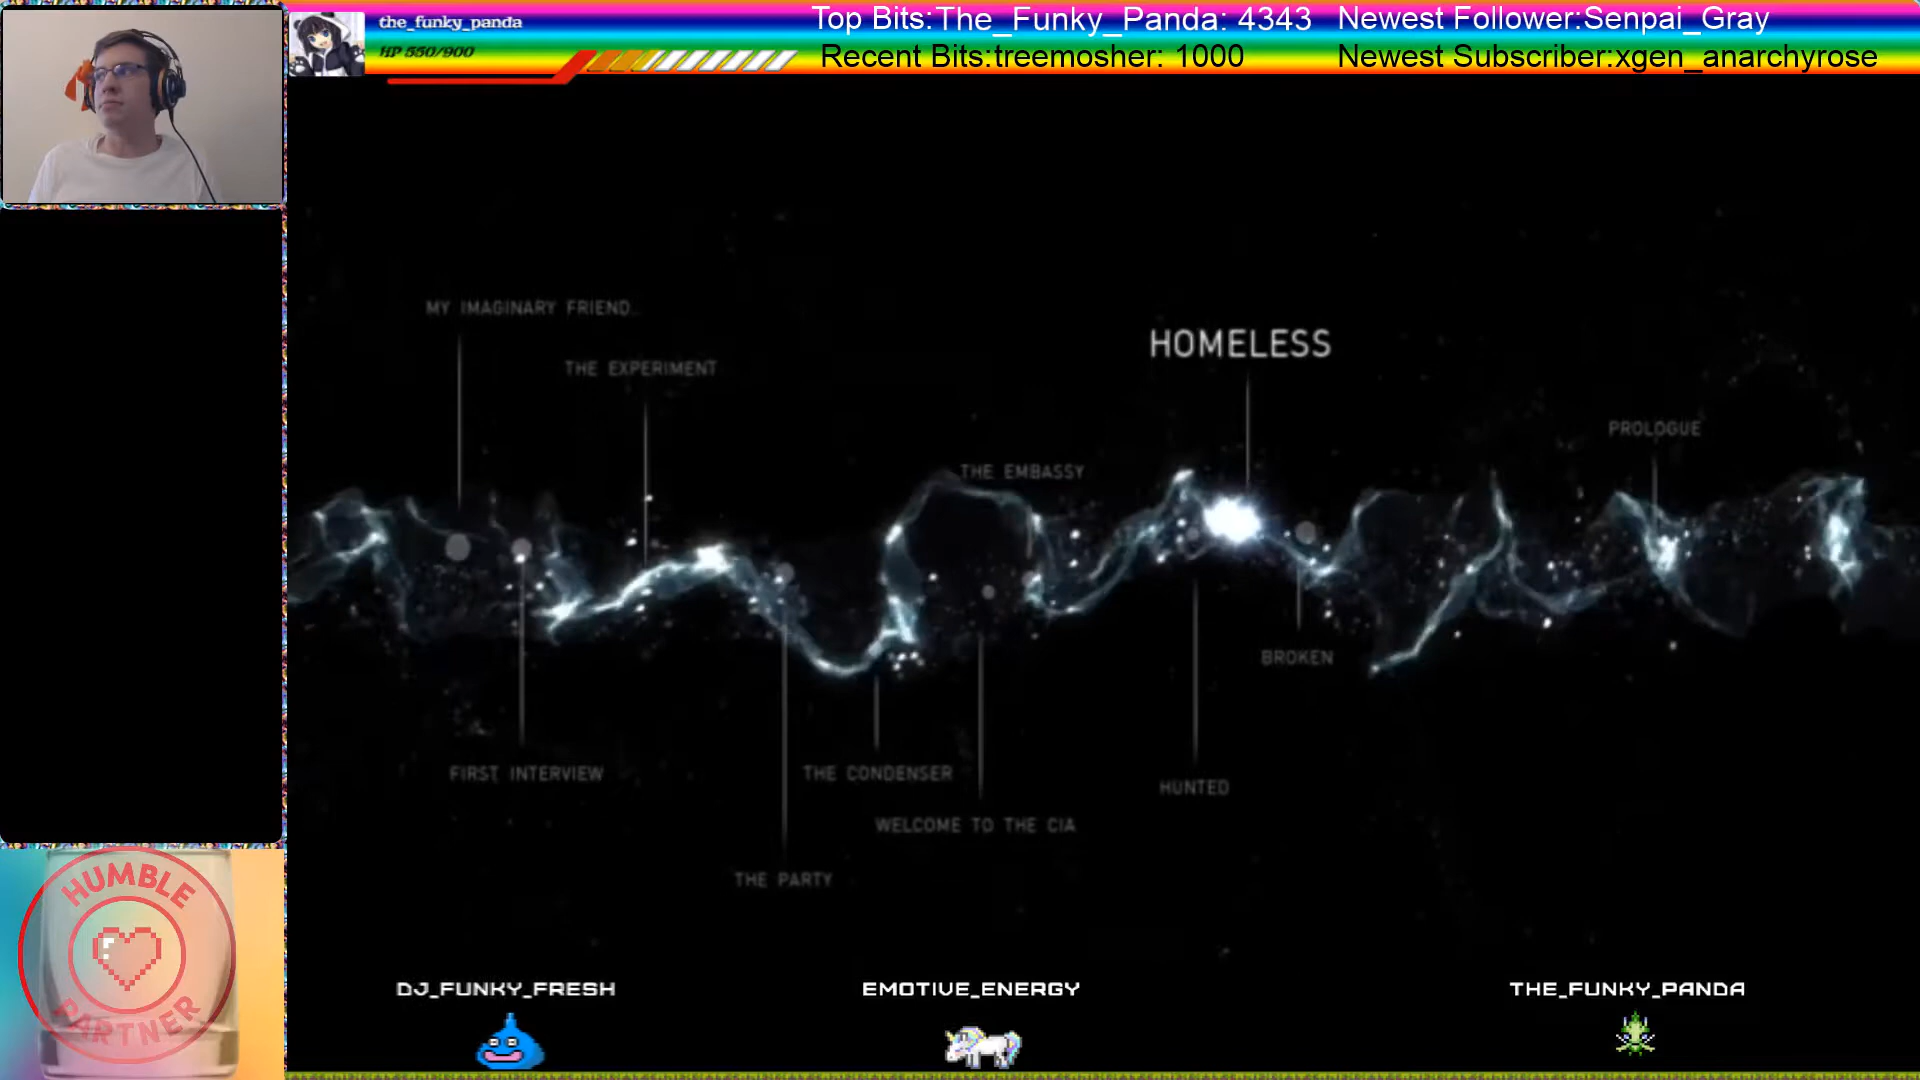 the_funky_panda
HP 550/900
Top Bits:The_Funky_Panda: 4343
Newest Follower:Senpai_Gray
Recent Bits:treemosher: 1000
Newest Subscriber:xgen_anarchyrose
MY IMAGINARY FRIEND...
HOMELESS
THE EXPERIMENT
PROLOGUE
THE EMBASSY
BROKEN
FIRST INTERVIEW
THE CONDENSER
HUNTED
WELCOME TO THE CIA
THE PARTY
HUMBLE
PARTNER
DJ_FUNKY_FRESH
EMOTIVE_ENERGY
THE_FUNKY_PANDA